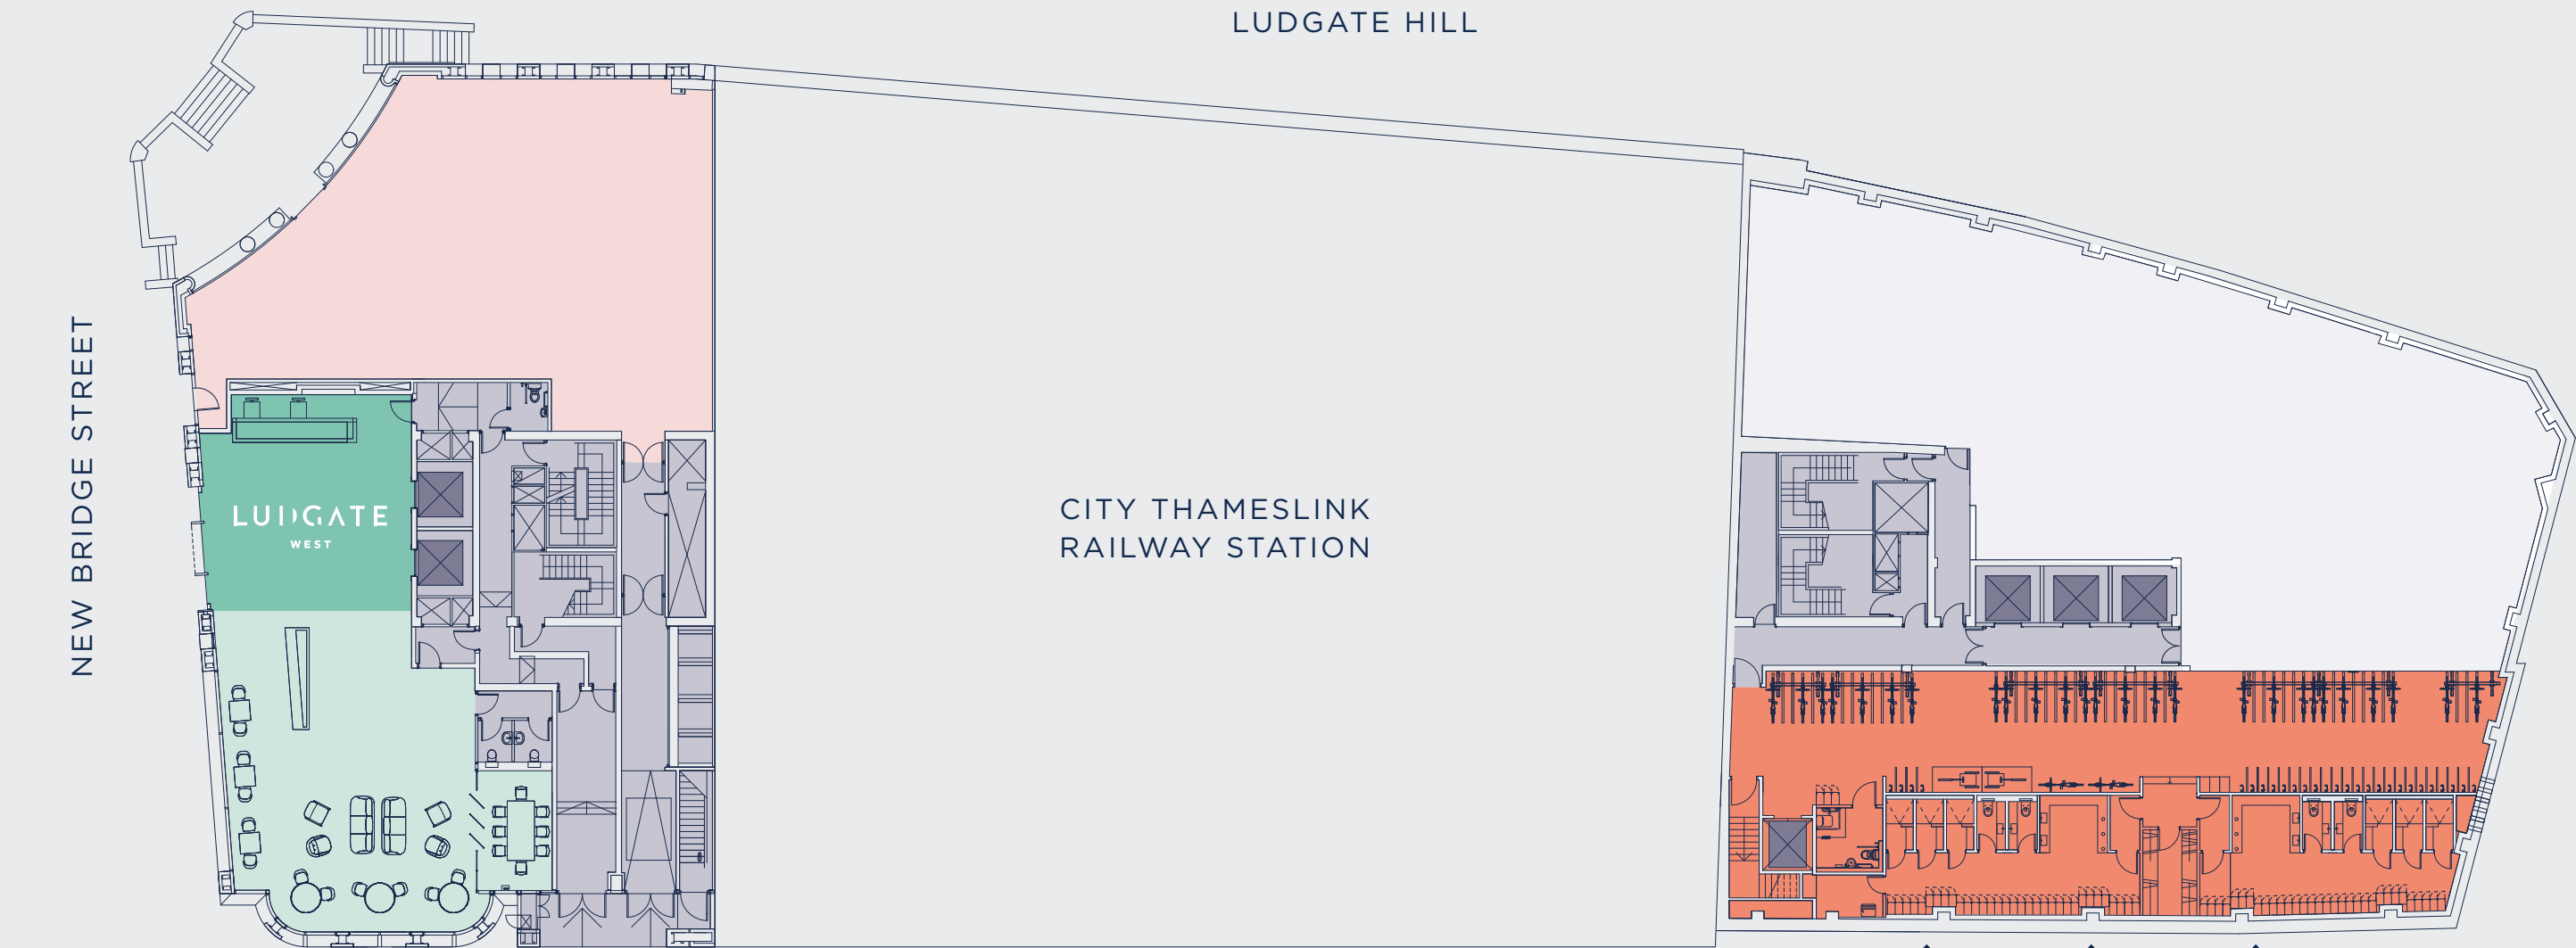 LUDGATE HILL
NEW BRIDGE STREET
LUDGATE
WEST
CITY THAMESLINK
RAILWAY STATION